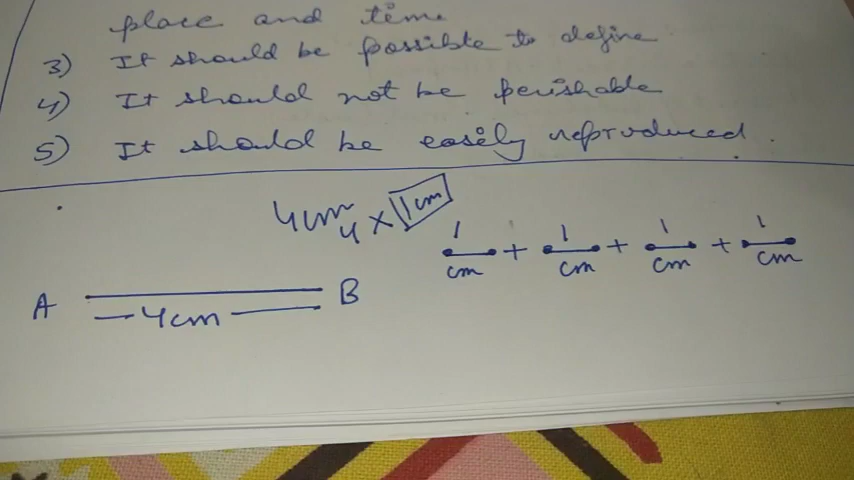 place and time
3) It should be possible to define
4) It should not be perishable
5) It should be easily reproduced.
4cm
4 × 1cm
1 + 1 + 1 + 1
cm cm cm cm
A B
4cm